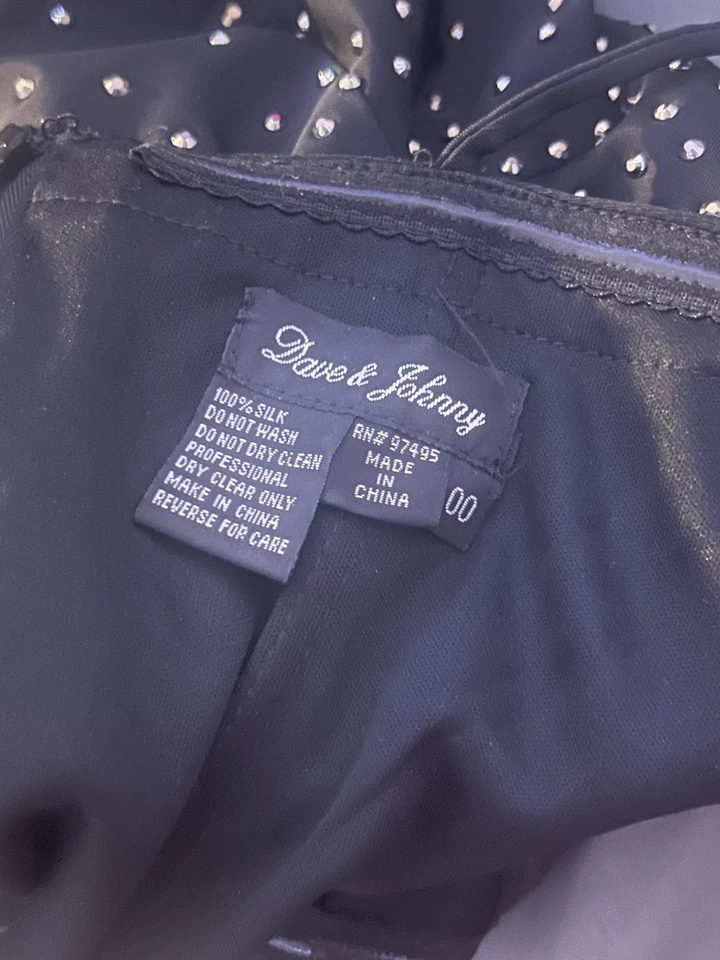 Dave & Johnny
100% SILK
DO NOT WASH
DO NOT DRY CLEAN
PROFESSIONAL
DRY CLEAR ONLY
MAKE IN CHINA
REVERSE FOR CARE
RN# 97495
MADE
IN
CHINA
00